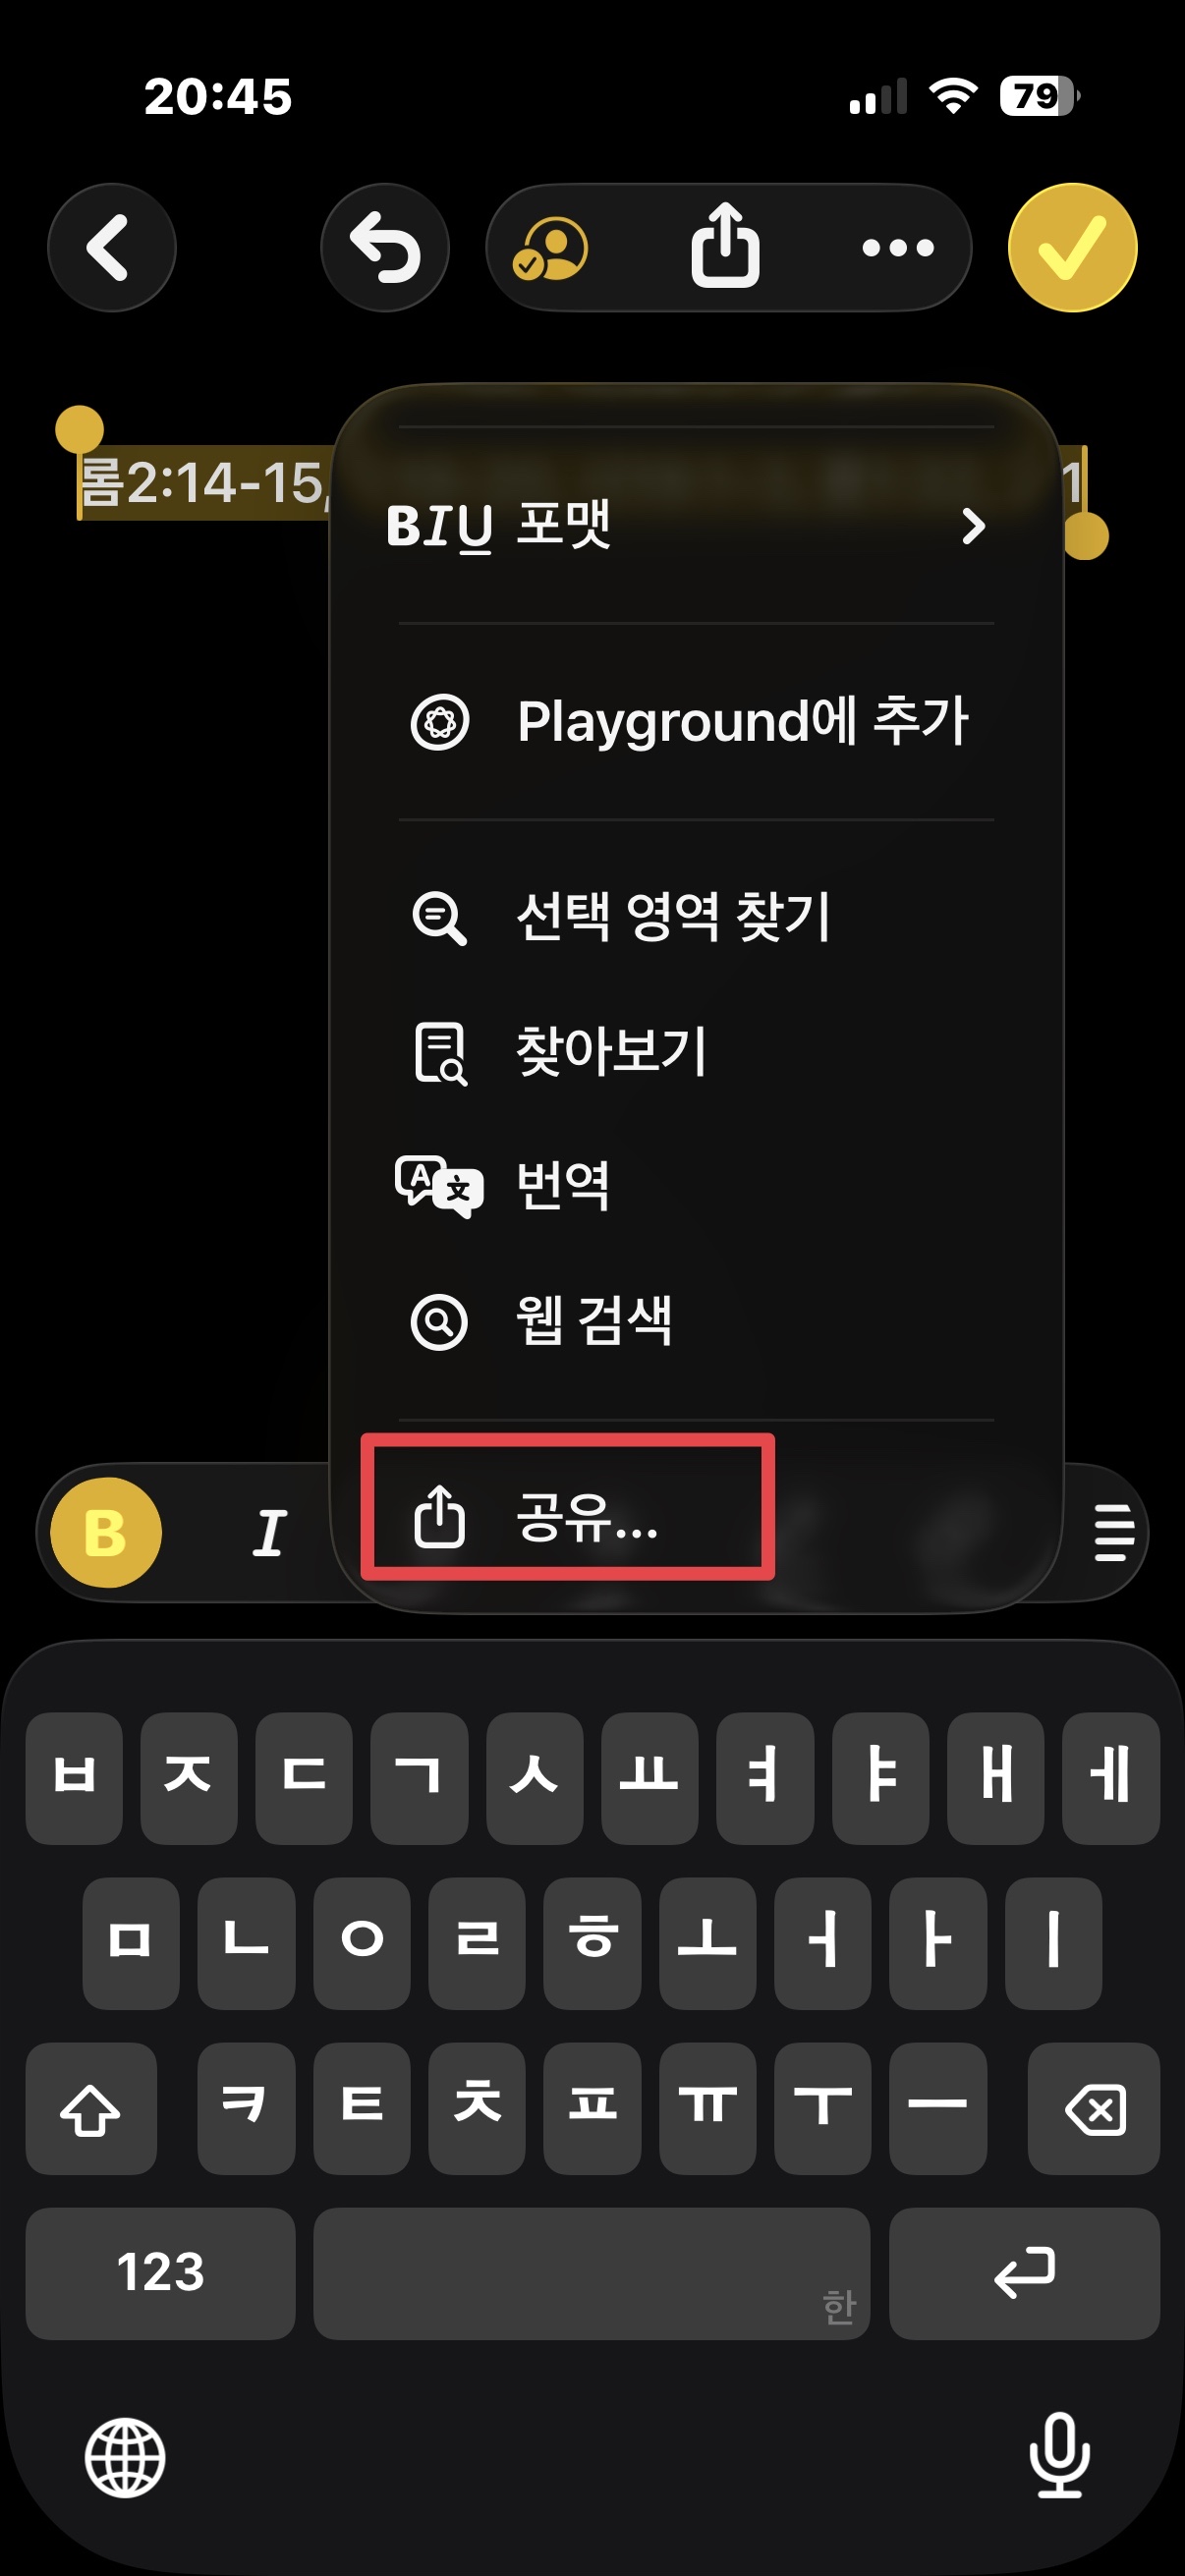 20:45
79
롬2:14-15,
1
BIU 포맷
Playground에 추가
선택 영역 찾기
찾아보기
번역
웹 검색
공유...
B I
ㅂ ㅈ ㄷ ㄱ ㅅ ㅛ ㅕ ㅑ ㅐ ㅔ
ㅁ ㄴ ㅇ ㄹ ㅎ ㅗ ㅓ ㅏ ㅣ
ㅋ ㅌ ㅊ ㅍ ㅠ ㅜ ㅡ
123
한